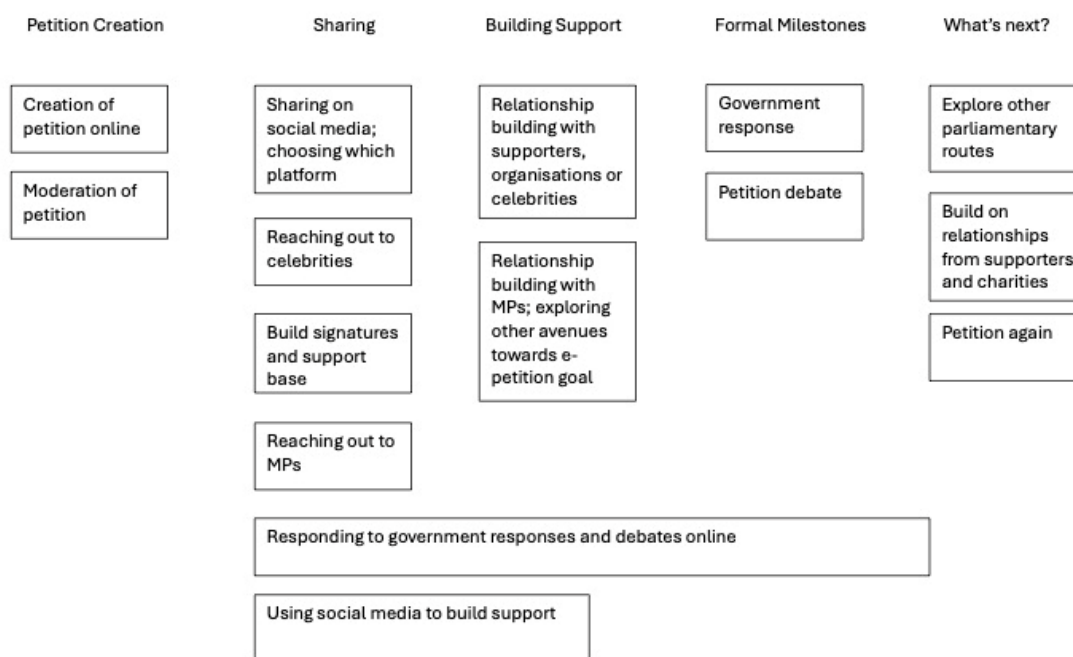 Petition Creation
Sharing
Building Support
Formal Milestones
What's next?
Creation of
petition online
Moderation of
petition
Sharing on
social media;
choosing which
platform
Reaching out to
celebrities
Build signatures
and support
base
Reaching out to
MPs
Relationship
building with
supporters,
organisations or
celebrities
Relationship
building with
MPs; exploring
other avenues
towards e-
petition goal
Government
response
Petition debate
Explore other
parliamentary
routes
Build on
relationships
from supporters
and charities
Petition again
Responding to government responses and debates online
Using social media to build support